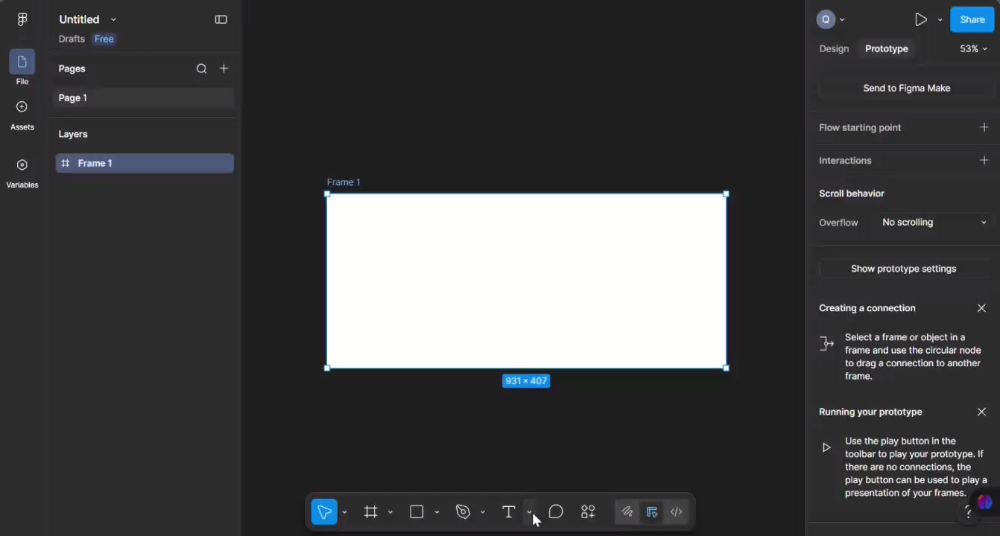 Untitled
Drafts Free
File
Assets
Variables
Pages
Page 1
Layers
Frame 1
Frame 1
931 × 407
T
Q
Share
Design
Prototype
53%
Send to Figma Make
Flow starting point
Interactions
Scroll behavior
Overflow No scrolling
Show prototype settings
Creating a connection
Select a frame or object in a
frame and use the circular node
to drag a connection to another
frame.
Running your prototype
Use the play button in the
toolbar to play your prototype. If
there are no connections, the
play button can be used to play a
presentation of your frames.
?